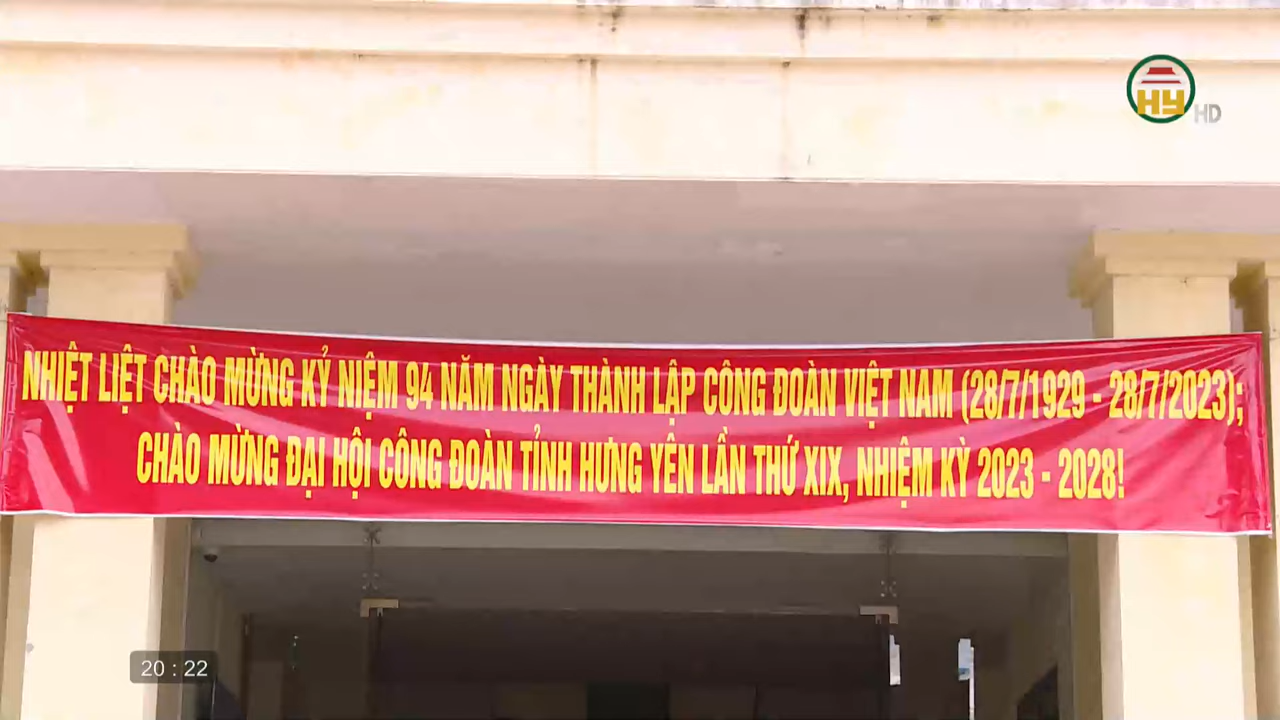 HY HD
NHIỆT LIỆT CHÀO MỪNG KỶ NIỆM 94 NĂM NGÀY THÀNH LẬP CÔNG ĐOÀN VIỆT NAM (28/7/1929 - 28/7/2023);
CHÀO MỪNG ĐẠI HỘI CÔNG ĐOÀN TỈNH HƯNG YÊN LẦN THỨ XIX, NHIỆM KỲ 2023 - 2028!
20 : 22